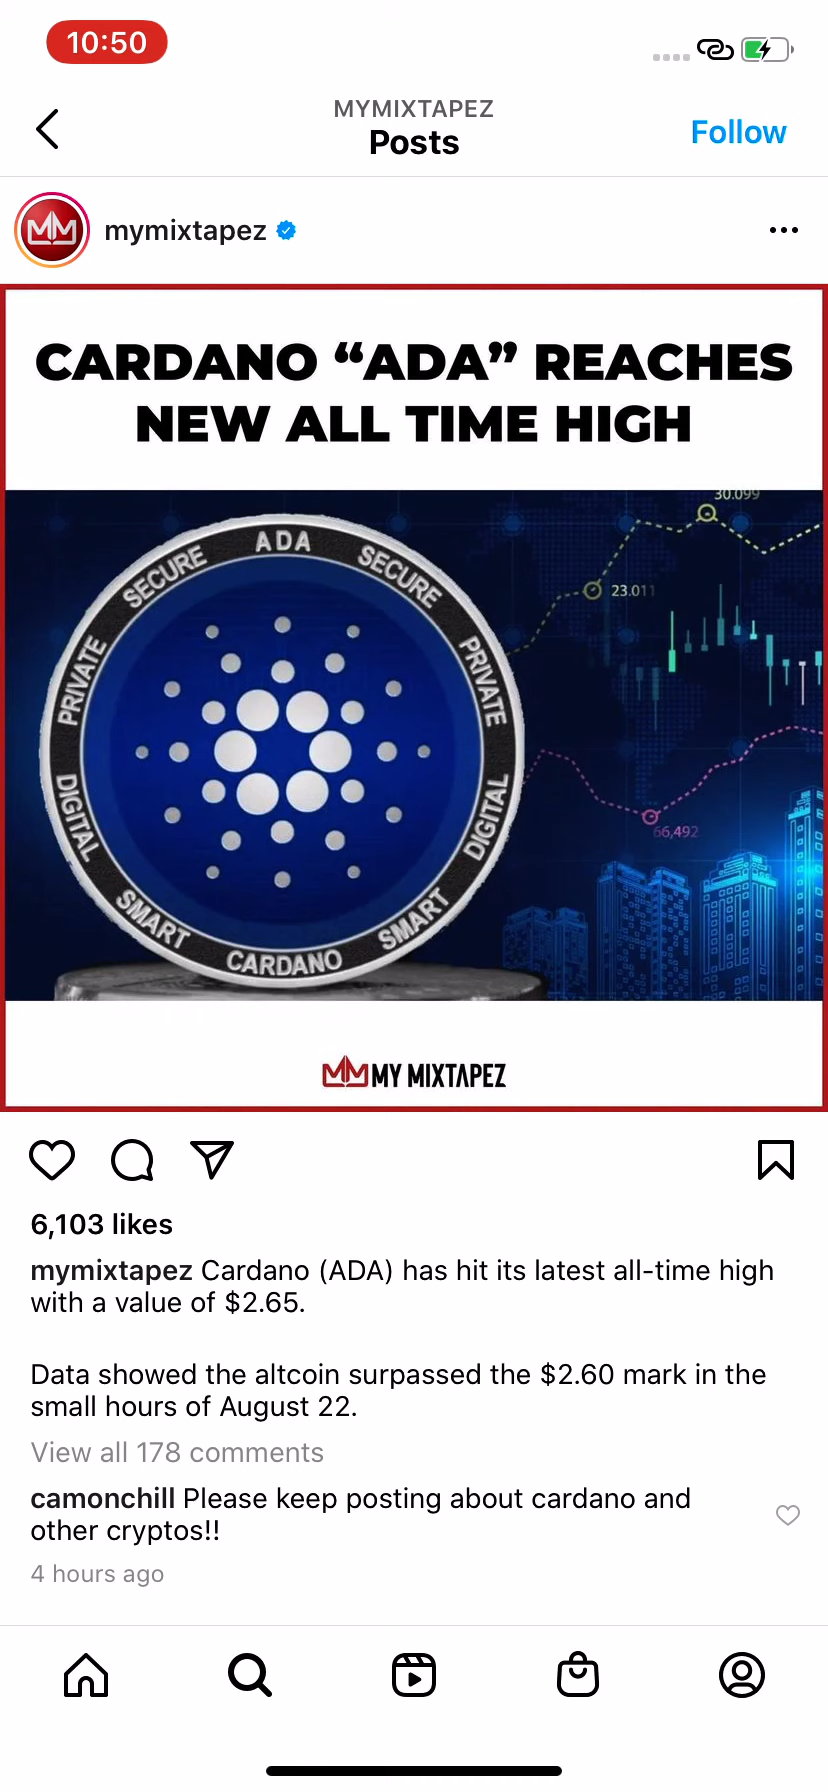 10:50
MYMIXTAPEZ
Posts
Follow
mymixtapez
CARDANO “ADA” REACHES
NEW ALL TIME HIGH
30.099
23.011
66,492
ADA
SECURE
SECURE
PRIVATE
PRIVATE
DIGITAL
DIGITAL
SMART
SMART
CARDANO
MM MY MIXTAPEZ
6,103 likes
mymixtapez Cardano (ADA) has hit its latest all-time high
with a value of $2.65.
Data showed the altcoin surpassed the $2.60 mark in the
small hours of August 22.
View all 178 comments
camonchill Please keep posting about cardano and
other cryptos!!
4 hours ago